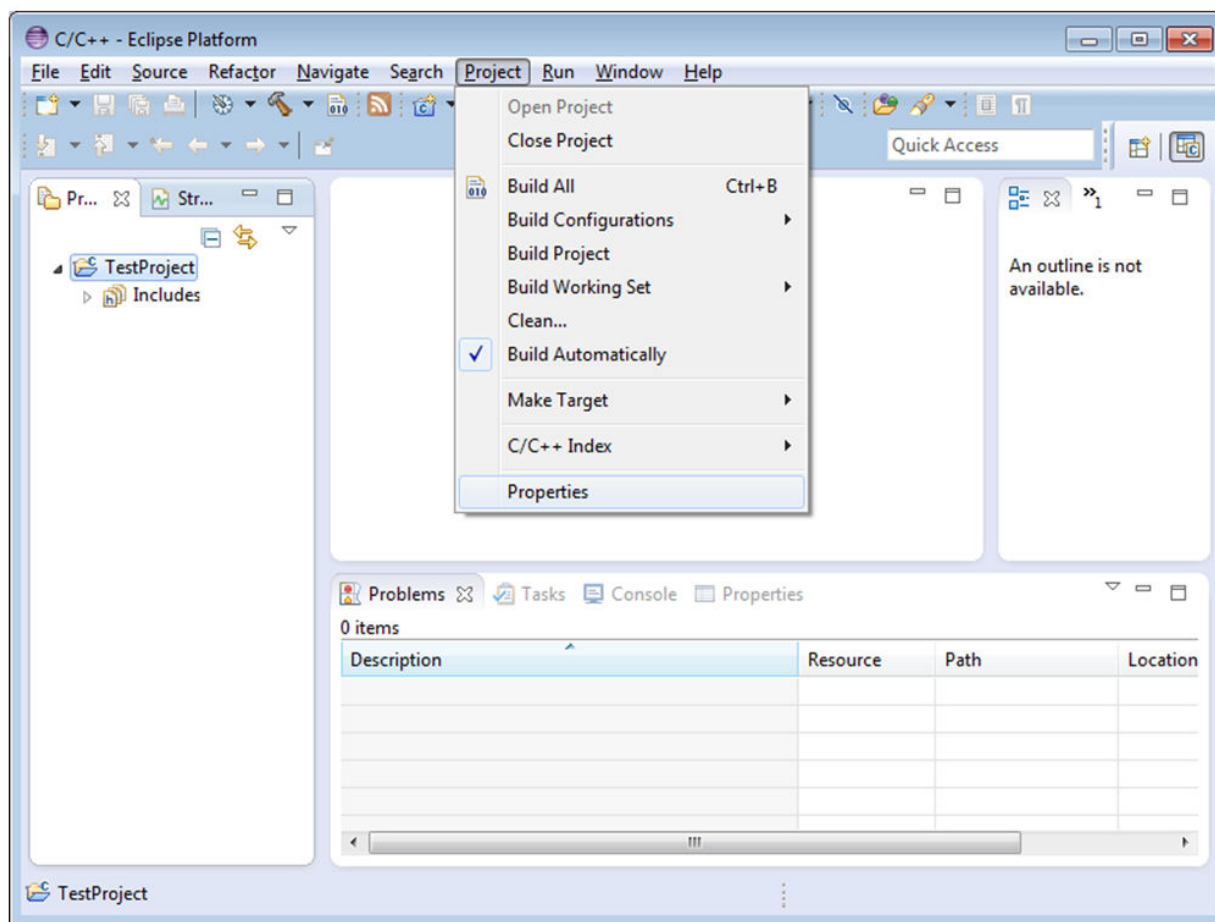 C/C++ - Eclipse Platform
File Edit Source Refactor Navigate Search Project Run Window Help
Quick Access
Open Project
Close Project
Build All Ctrl+B
Build Configurations
Build Project
Build Working Set
Clean...
Build Automatically
Make Target
C/C++ Index
Properties
Pr... Str...
TestProject
Includes
»1
An outline is not
available.
Problems Tasks Console Properties
0 items
Description Resource Path Location
TestProject